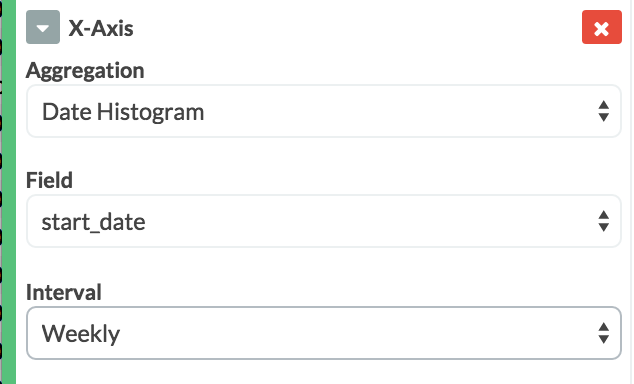 X-Axis
Aggregation
Date Histogram
Field
start_date
Interval
Weekly